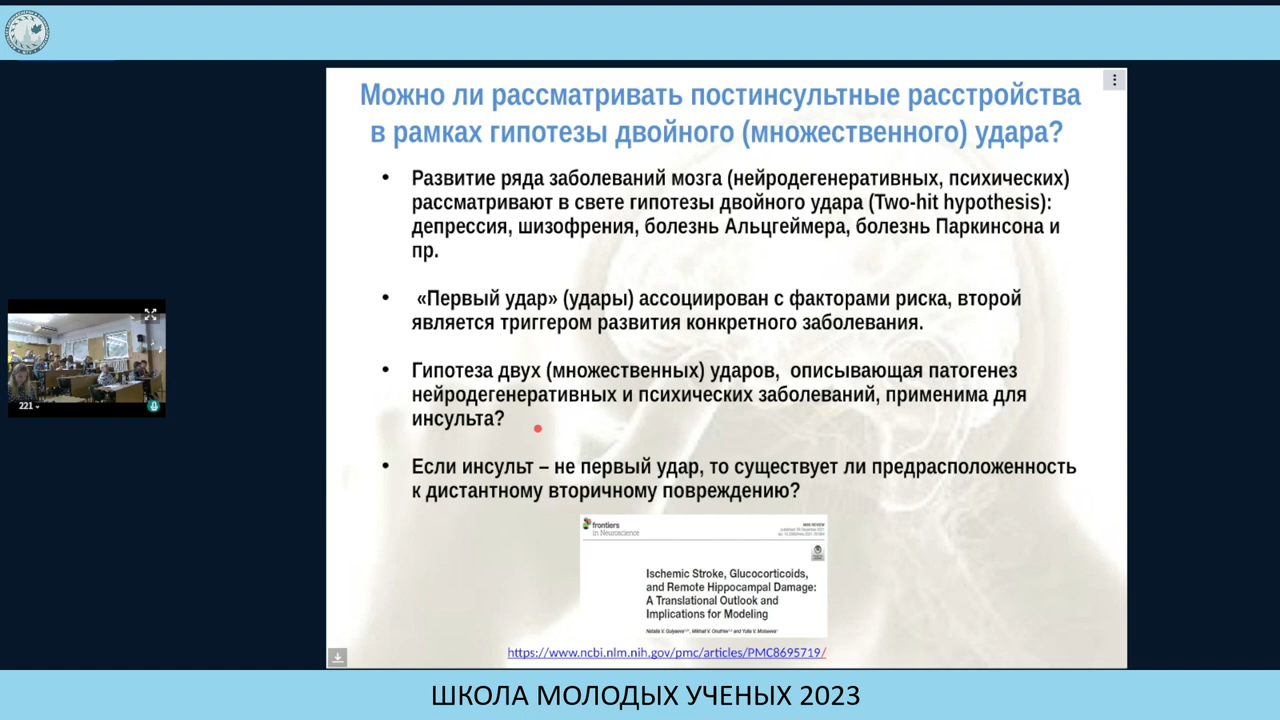 Можно ли рассматривать постинсультные расстройства
в рамках гипотезы двойного (множественного) удара?
• Развитие ряда заболеваний мозга (нейродегенеративных, психических)
рассматривают в свете гипотезы двойного удара (Two-hit hypothesis):
депрессия, шизофрения, болезнь Альцгеймера, болезнь Паркинсона и
пр.
• «Первый удар» (удары) ассоциирован с факторами риска, второй
является триггером развития конкретного заболевания.
• Гипотеза двух (множественных) ударов, описывающая патогенез
нейродегенеративных и психических заболеваний, применима для
инсульта?
• Если инсульт – не первый удар, то существует ли предрасположенность
к дистантному вторичному повреждению?
frontiers
in Neuroscience
Ischemic Stroke, Glucocorticoids,
and Remote Hippocampal Damage:
A Translational Outlook and
Implications for Modeling
https://www.ncbi.nlm.nih.gov/pmc/articles/PMC8695719/
221
ШКОЛА МОЛОДЫХ УЧЕНЫХ 2023